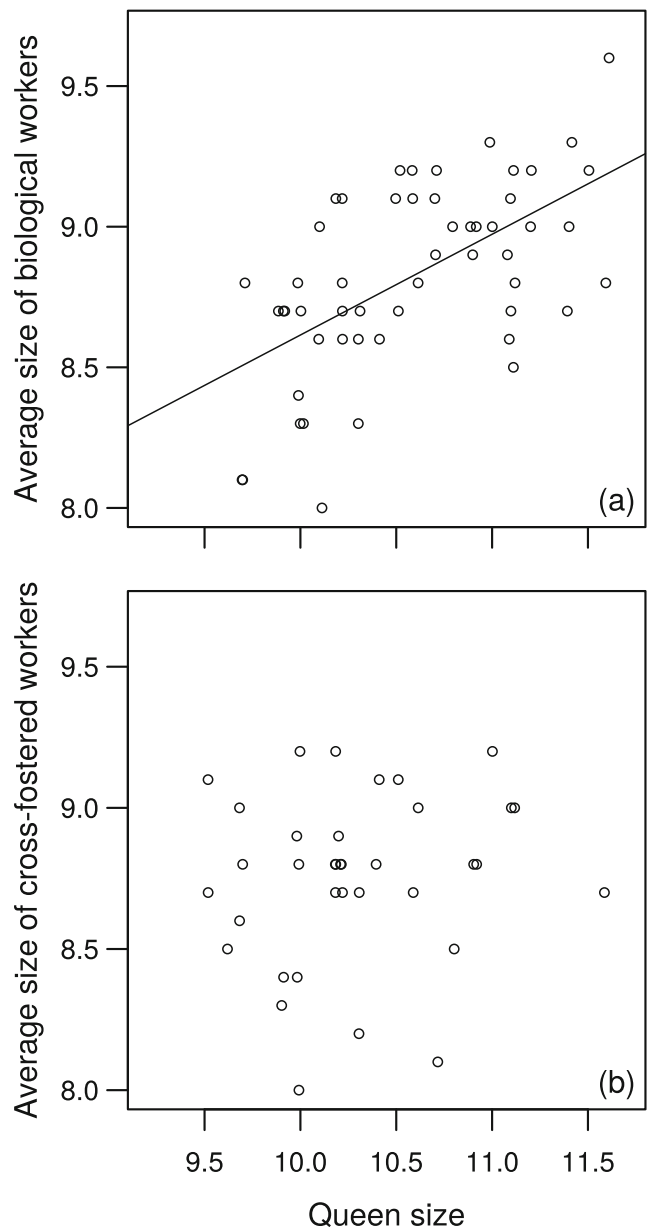 Average size of biological workers
9.5
9.0
8.5
8.0
(a)
Average size of cross-fostered workers
9.5
9.0
8.5
8.0
(b)
9.5 10.0 10.5 11.0 11.5
Queen size